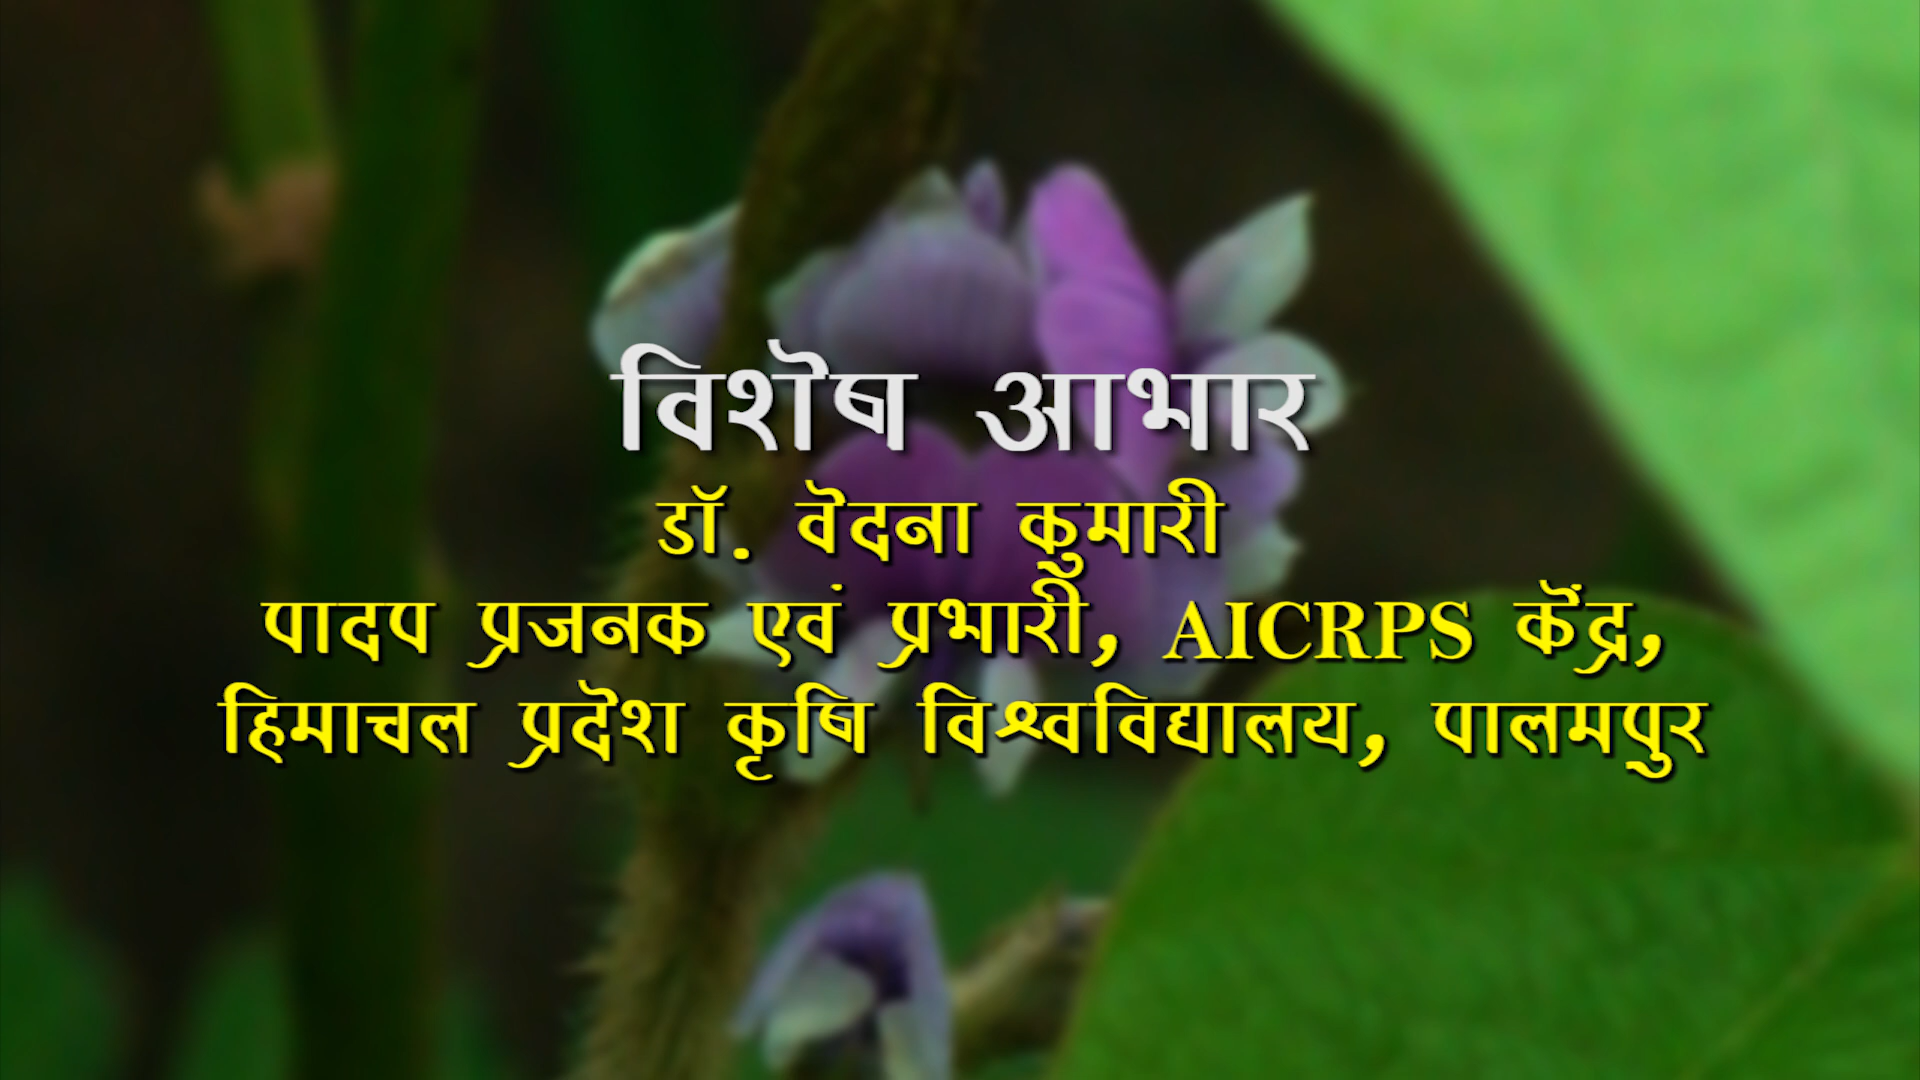 विशेष आभार
डॉ. वेदना कुमारी
पादप प्रजनक एवं प्रभारी, AICRPS केंद्र,
हिमाचल प्रदेश कृषि विश्वविद्यालय, पालमपुर